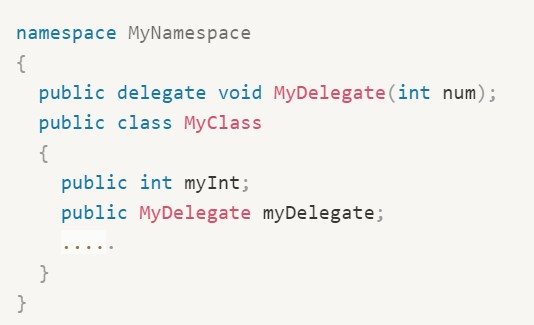 namespace MyNamespace
{
  public delegate void MyDelegate(int num);
  public class MyClass
  {
    public int myInt;
    public MyDelegate myDelegate;
    .....
  }
}